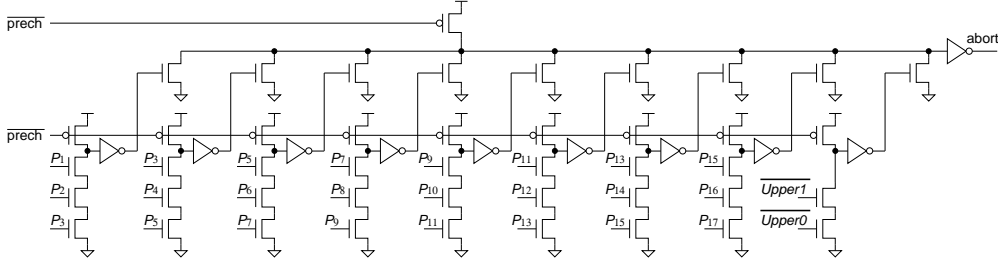 prech
abort
prech
P1 P3 P5 P7 P9 P11 P13 P15
P2 P4 P6 P8 P10 P12 P14 P16 Upper1
P3 P5 P7 P9 P11 P13 P15 P17 Upper0